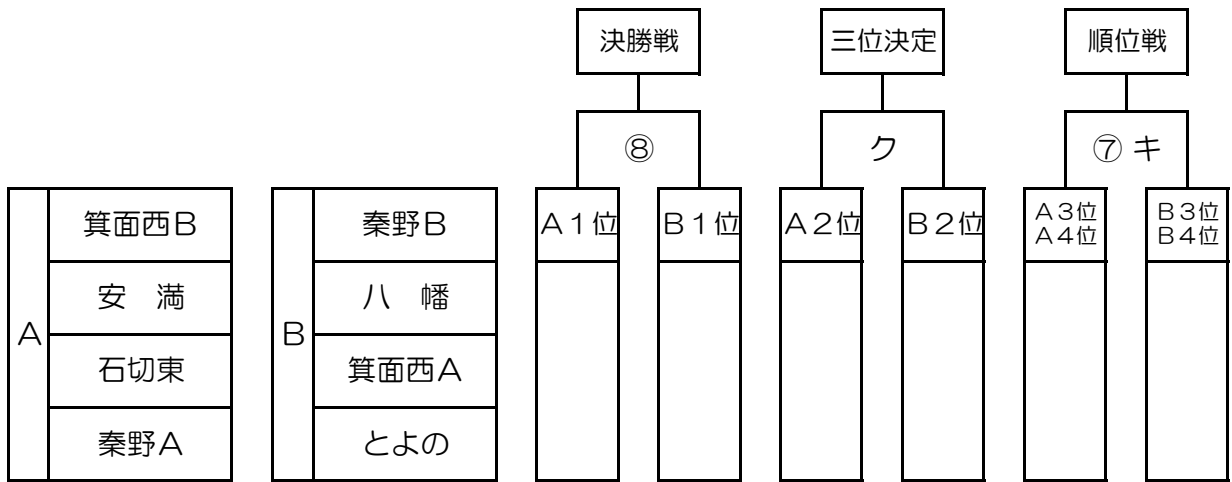 決勝戦
三位決定
順位戦
⑧
ク
⑦ キ
A
箕面西B
安　満
石切東
秦野A
B
秦野B
八　幡
箕面西A
とよの
A1位
B1位
A2位
B2位
A3位
A4位
B3位
B4位